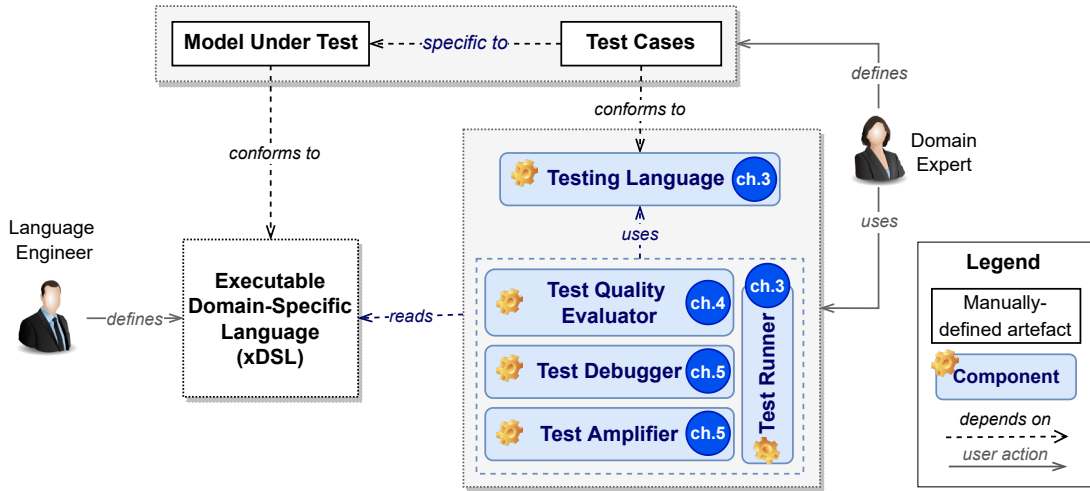 Model Under Test
specific to
Test Cases
defines
conforms to
conforms to
Domain
Expert
Testing Language
ch.3
uses
uses
Language
Engineer
defines
Executable
Domain-Specific
Language
(xDSL)
reads
Test Quality
Evaluator
ch.4
ch.3
Test Runner
Test Debugger
ch.5
Test Amplifier
ch.5
Legend
Manually-
defined artefact
Component
depends on
user action